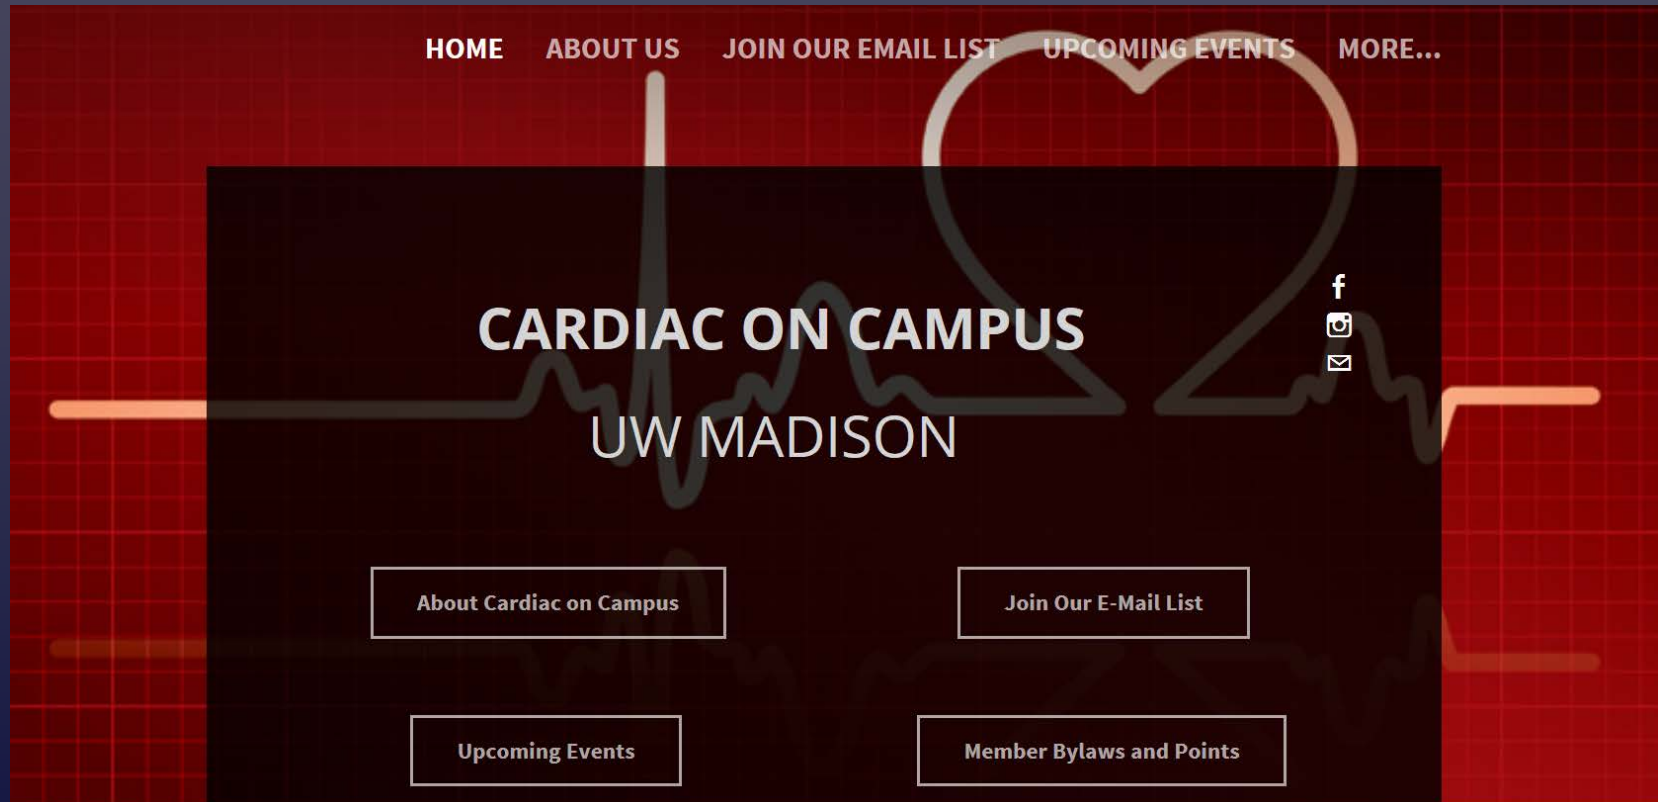 HOME ABOUT US JOIN OUR EMAIL LIST UPCOMING EVENTS MORE...
CARDIAC ON CAMPUS
UW MADISON
About Cardiac on Campus Join Our E-Mail List
Upcoming Events Member Bylaws and Points